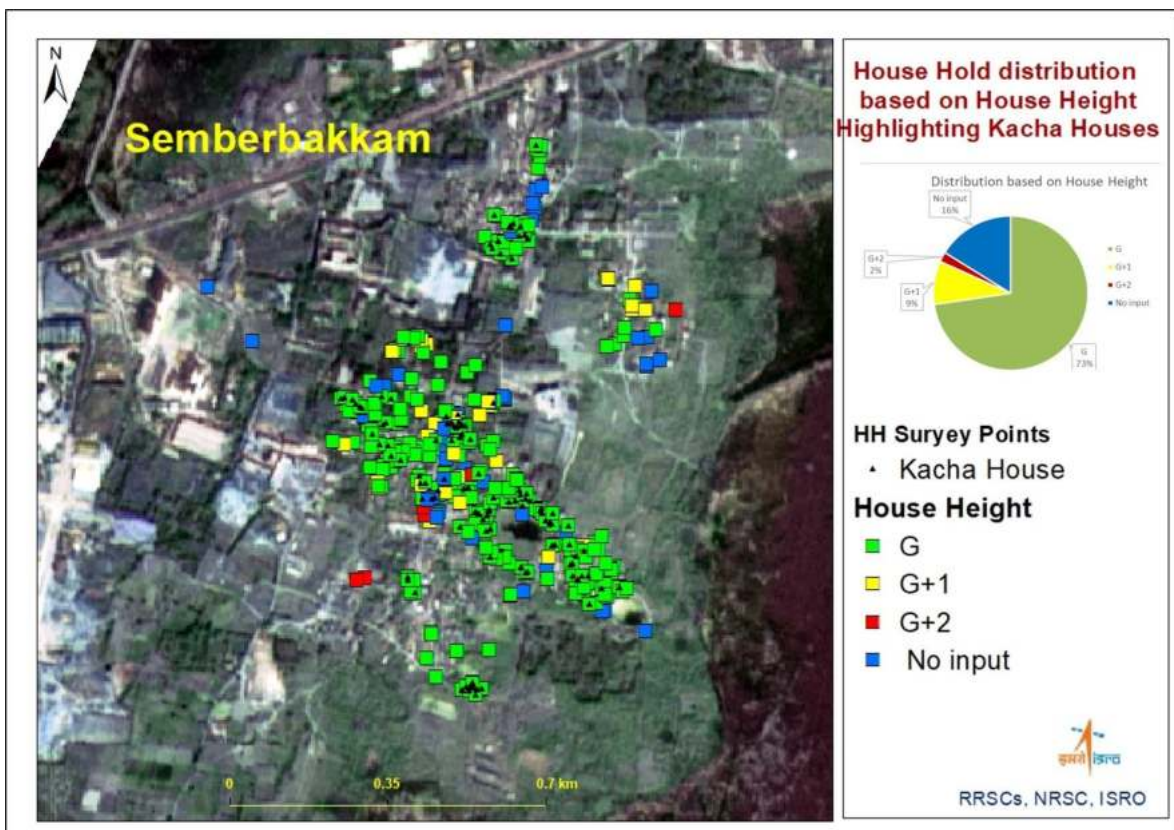 N
Semberbakkam
0
0.35
0.7 km
House Hold distribution
based on House Height
Highlighting Kacha Houses
Distribution based on House Height
No input
16%
G+2
2%
G+1
9%
G
73%
G
G+1
G+2
No input
HH Suryey Points
Kacha House
House Height
G
G+1
G+2
No input
इसरो isro
RRSCs, NRSC, ISRO